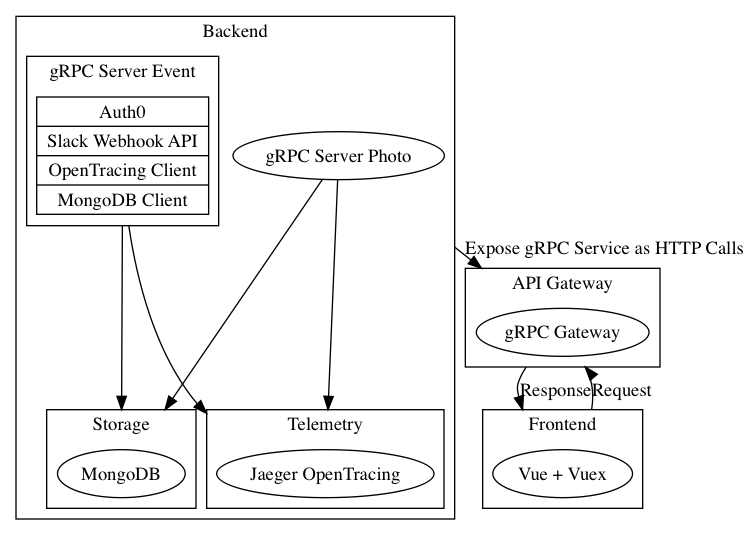 Backend
gRPC Server Event
Auth0
Slack Webhook API
OpenTracing Client
MongoDB Client
gRPC Server Photo
Expose gRPC Service as HTTP Calls
API Gateway
gRPC Gateway
Response
Request
Storage
MongoDB
Telemetry
Jaeger OpenTracing
Frontend
Vue + Vuex